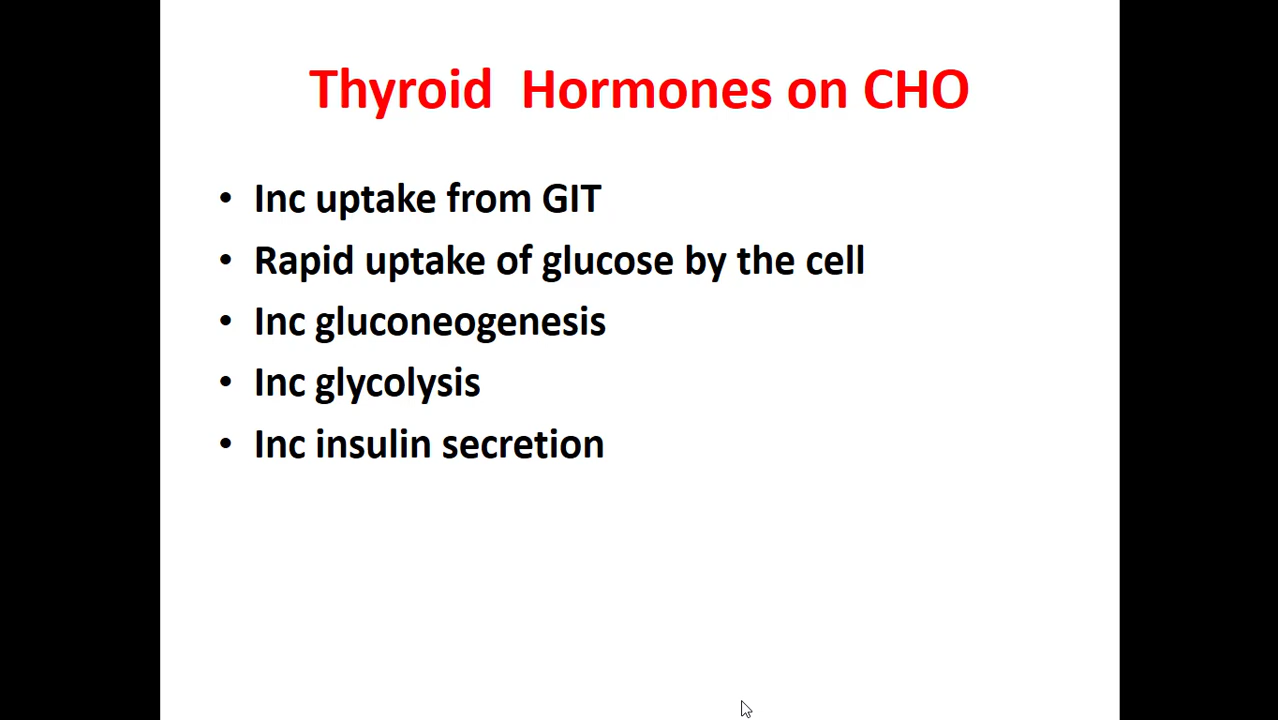 Thyroid Hormones on CHO
• Inc uptake from GIT
• Rapid uptake of glucose by the cell
• Inc gluconeogenesis
• Inc glycolysis
• Inc insulin secretion